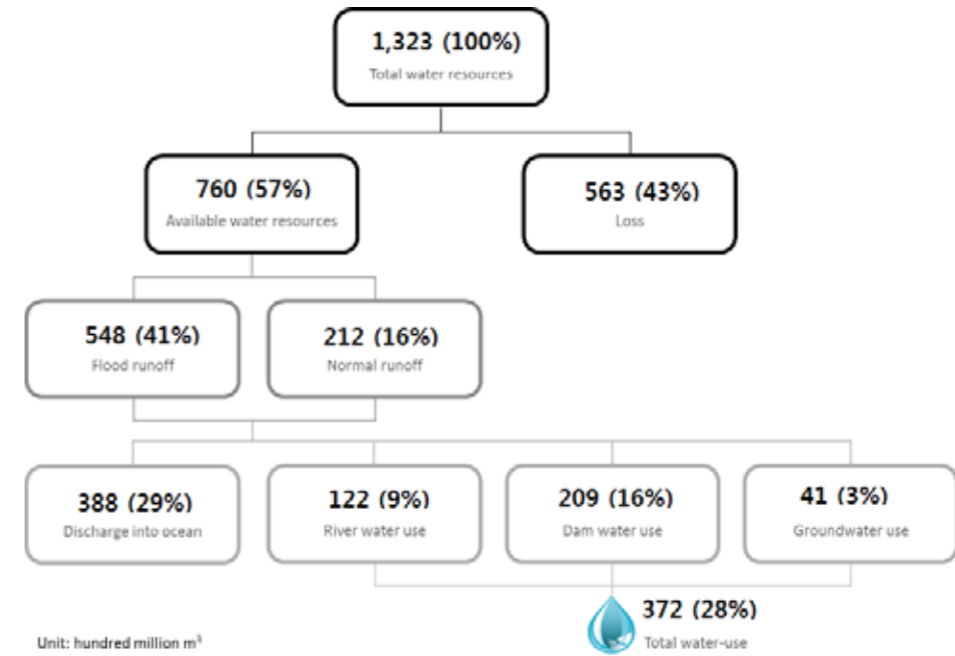 1,323 (100%)
Total water resources
760 (57%)
Available water resources
563 (43%)
Loss
548 (41%)
Flood runoff
212 (16%)
Normal runoff
388 (29%)
Discharge into ocean
122 (9%)
River water use
209 (16%)
Dam water use
41 (3%)
Groundwater use
372 (28%)
Total water-use
Unit: hundred million m³